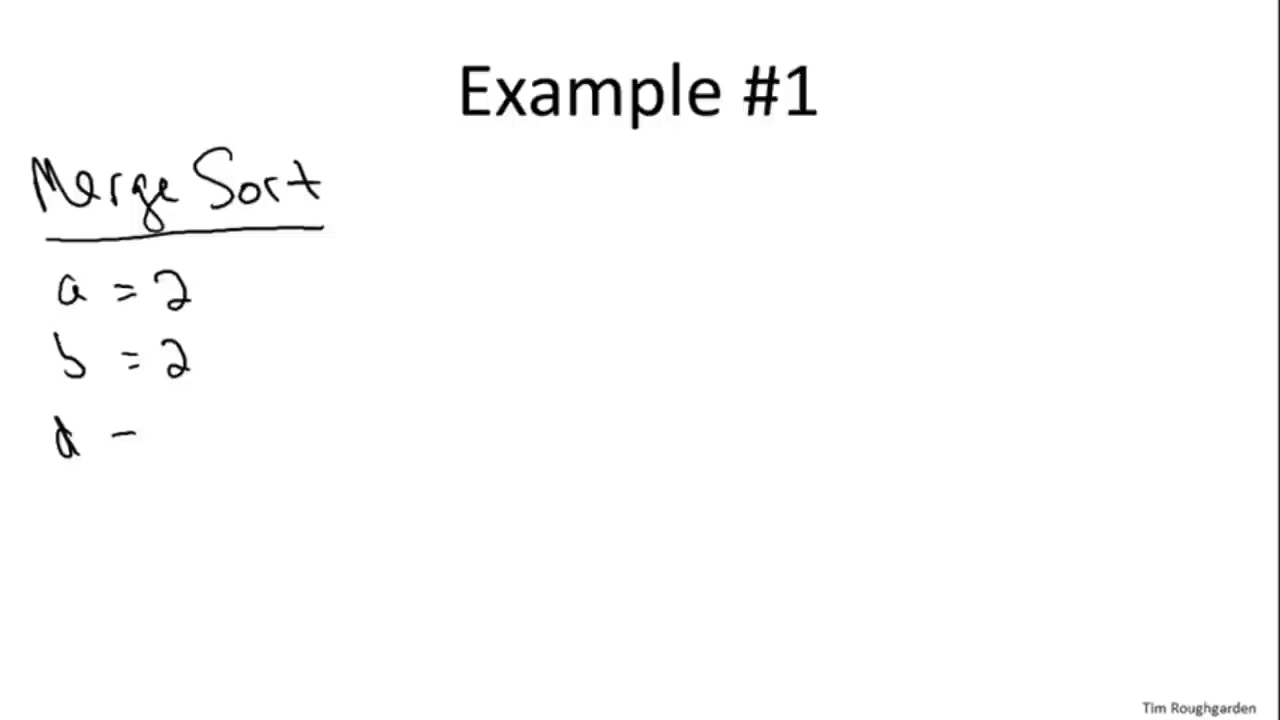 Example #1
Merge Sort
a = 2
b = 2
d -
Tim Roughgarden